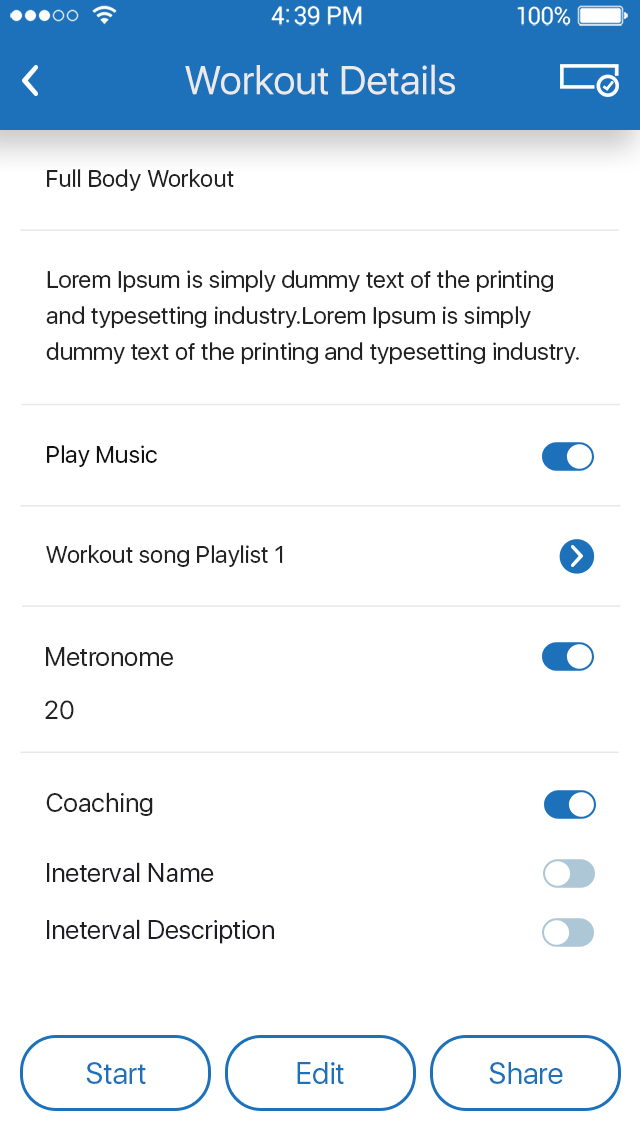 4:39 PM
100%
Workout Details
Full Body Workout
Lorem Ipsum is simply dummy text of the printing
and typesetting industry.Lorem Ipsum is simply
dummy text of the printing and typesetting industry.
Play Music
Workout song Playlist 1
Metronome
20
Coaching
Ineterval Name
Ineterval Description
Start
Edit
Share